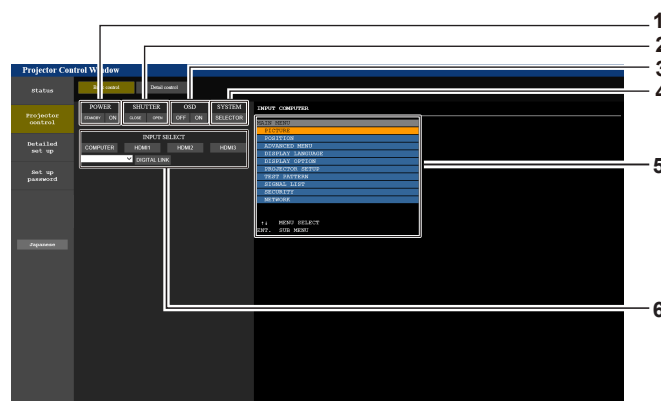 1
2
3
4
Projector Control Window
Status
Basic control
Detail control
POWER
SHUTTER
OSD
SYSTEM
STANDBY ON
CLOSE OPEN
OFF ON
SELECTOR
INPUT COMPUTER
Projector
control
MAIN MENU
PICTURE
POSITION
ADVANCED MENU
DISPLAY LANGUAGE
DISPLAY OPTION
PROJECTOR SETUP
TEST PATTERN
SIGNAL LIST
SECURITY
NETWORK
INPUT SELECT
COMPUTER
HDMI1
HDMI2
HDMI3
DIGITAL LINK
Detailed
set up
5
Set up
password
↑↓ MENU SELECT
ENT. SUB MENU
Japanese
6